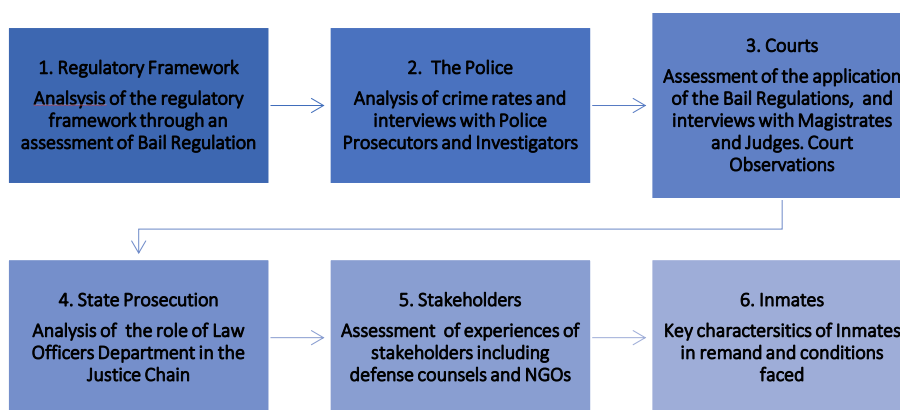 1. Regulatory Framework
Analsysis of the regulatory
framework through an
assessment of Bail Regulation
2. The Police
Analysis of crime rates and
interviews with Police
Prosecutors and Investigators
3. Courts
Assessment of the application
of the Bail Regulations, and
interviews with Magistrates
and Judges. Court
Observations
4. State Prosecution
Analysis of the role of Law
Officers Department in the
Justice Chain
5. Stakeholders
Assessment of experiences of
stakeholders including
defense counsels and NGOs
6. Inmates
Key charactersitics of Inmates
in remand and conditions
faced